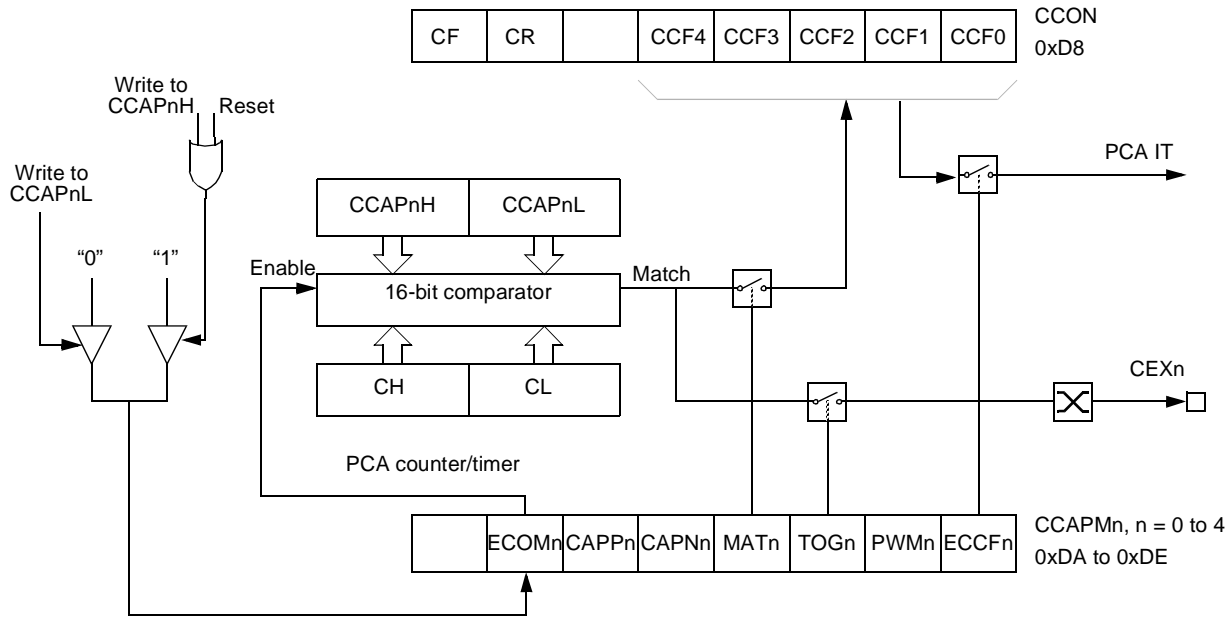 CF CR CCF4 CCF3 CCF2 CCF1 CCF0
CCON
0xD8
Write to
CCAPnH Reset
Write to
CCAPnL
PCA IT
CCAPnH CCAPnL
“0” “1”
Enable
Match
16-bit comparator
CH CL
CEXn
PCA counter/timer
ECOMn CAPPn CAPNn MATn TOGn PWMn ECCFn
CCAPMn, n = 0 to 4
0xDA to 0xDE